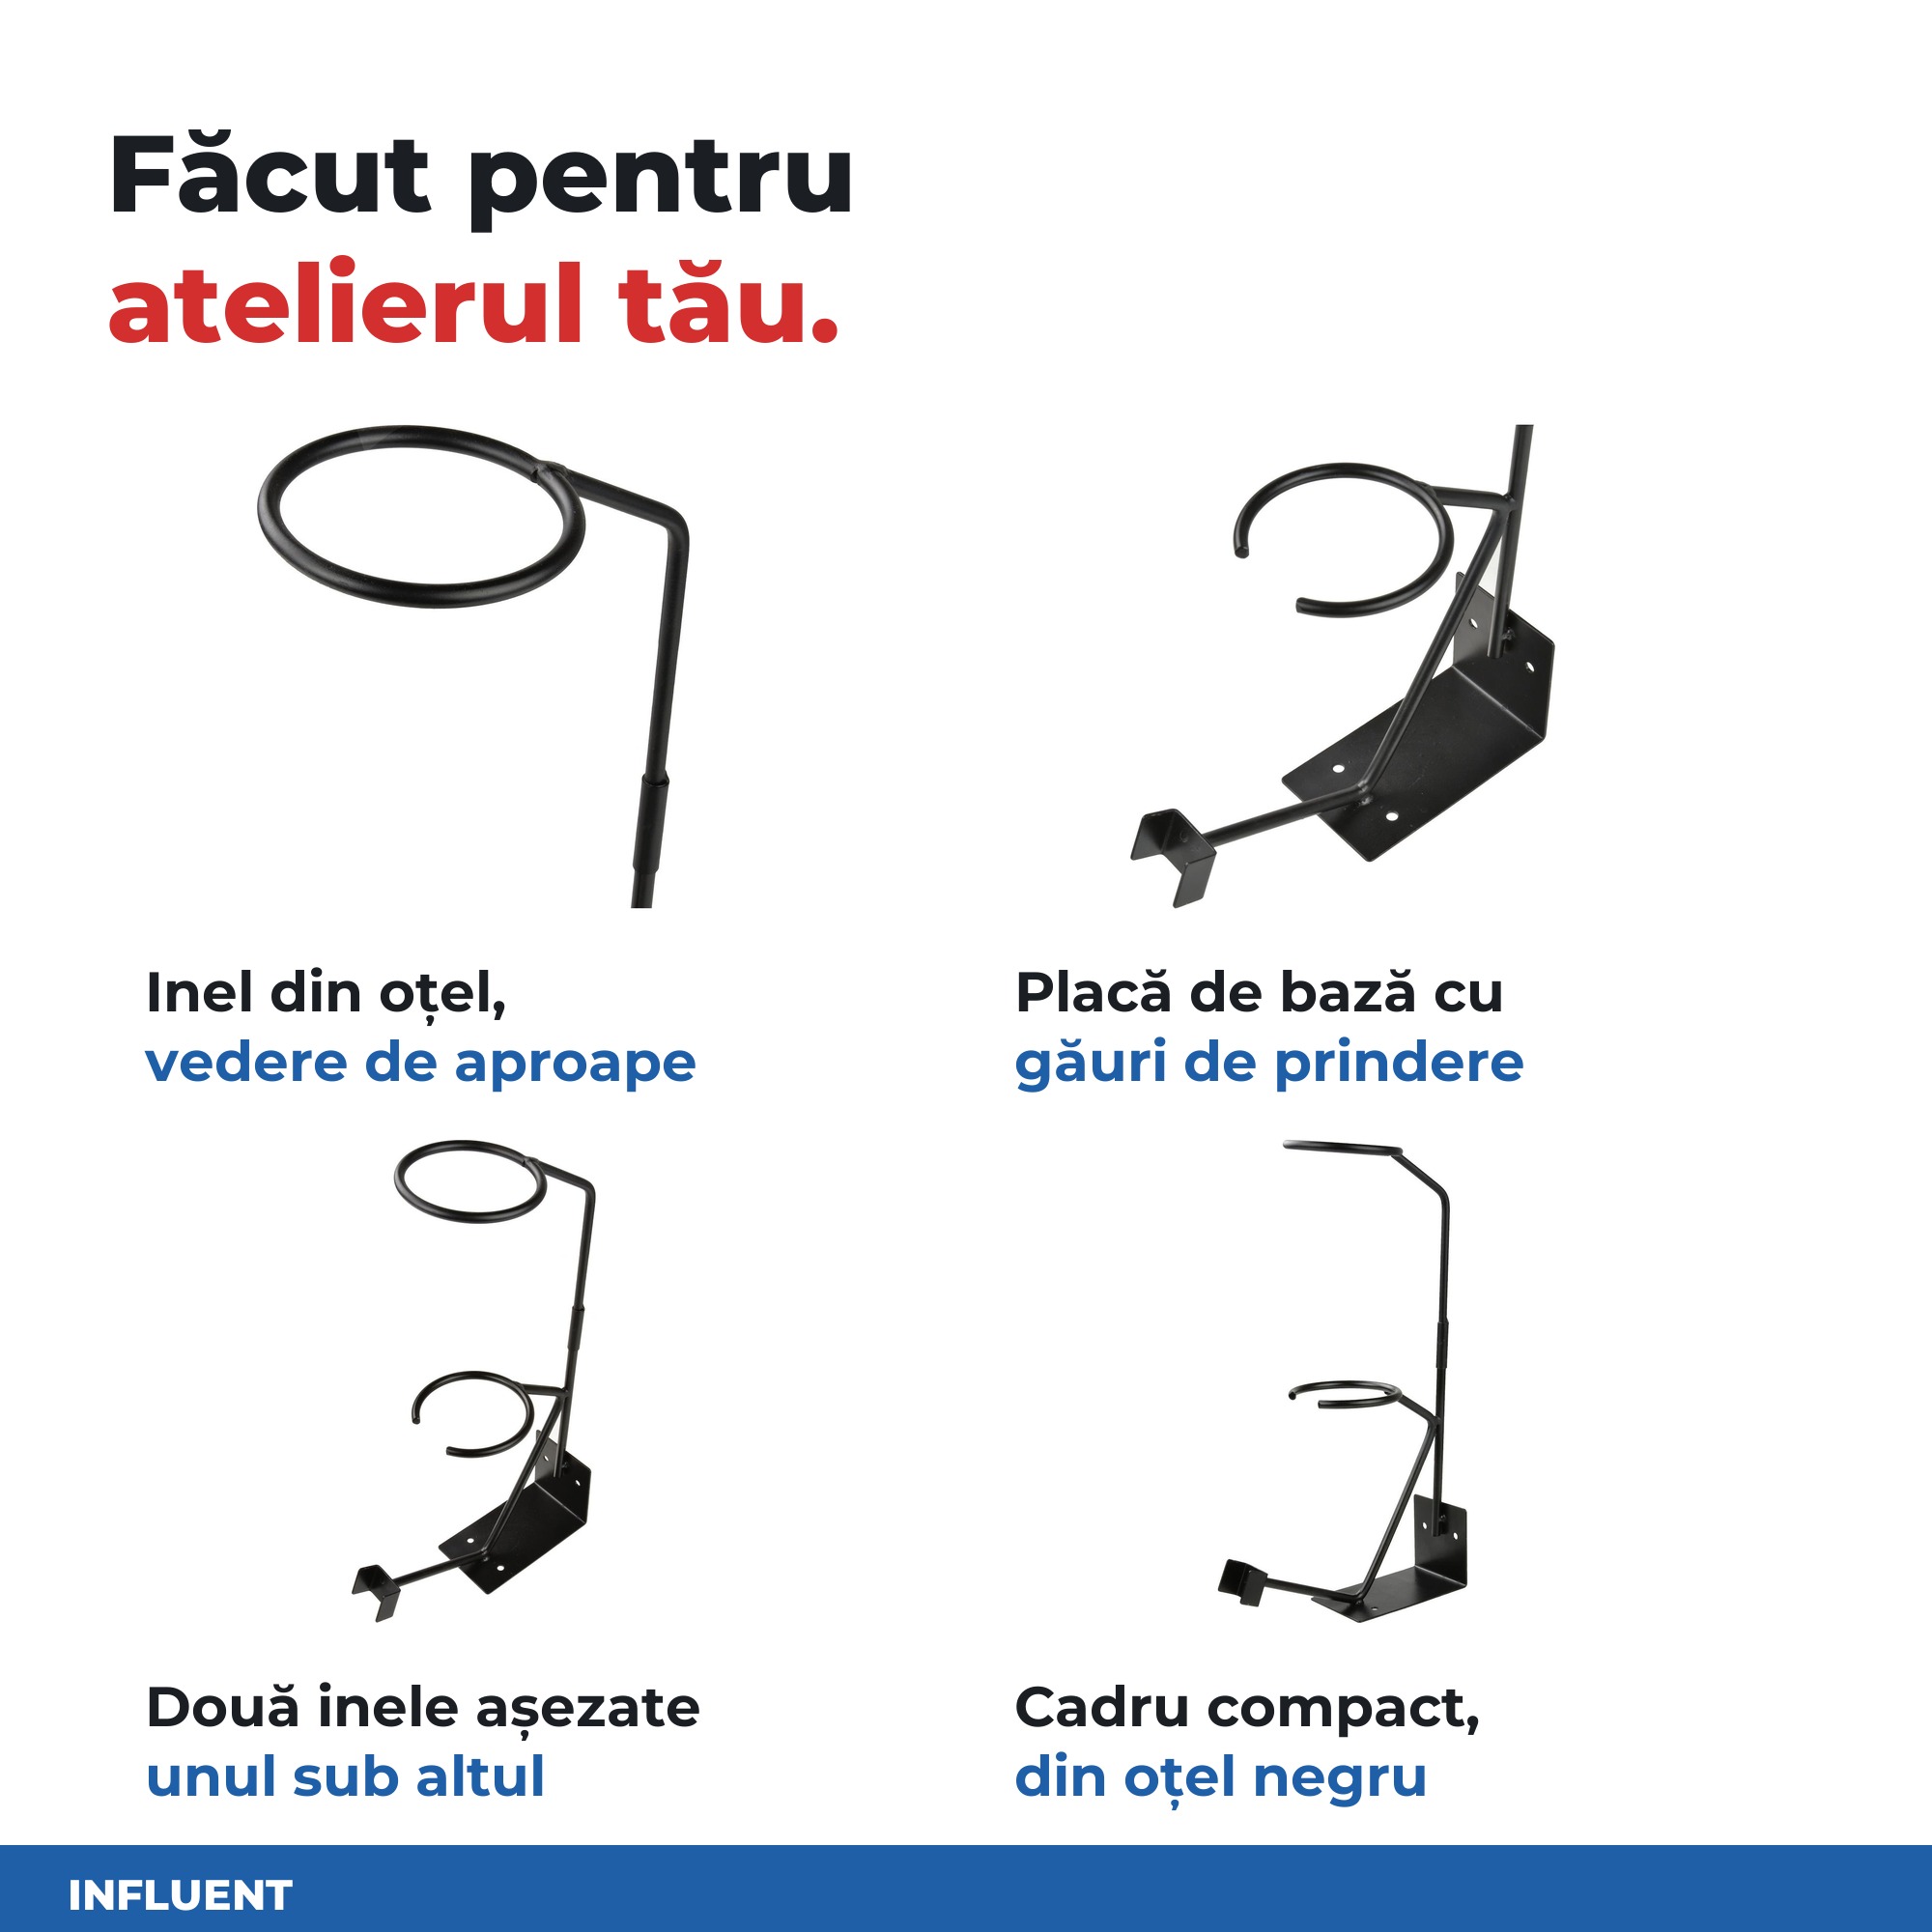 Făcut pentru
atelierul tău.
Inel din oțel,
vedere de aproape
Placă de bază cu
găuri de prindere
Două inele așezate
unul sub altul
Cadru compact,
din oțel negru
INFLUENT